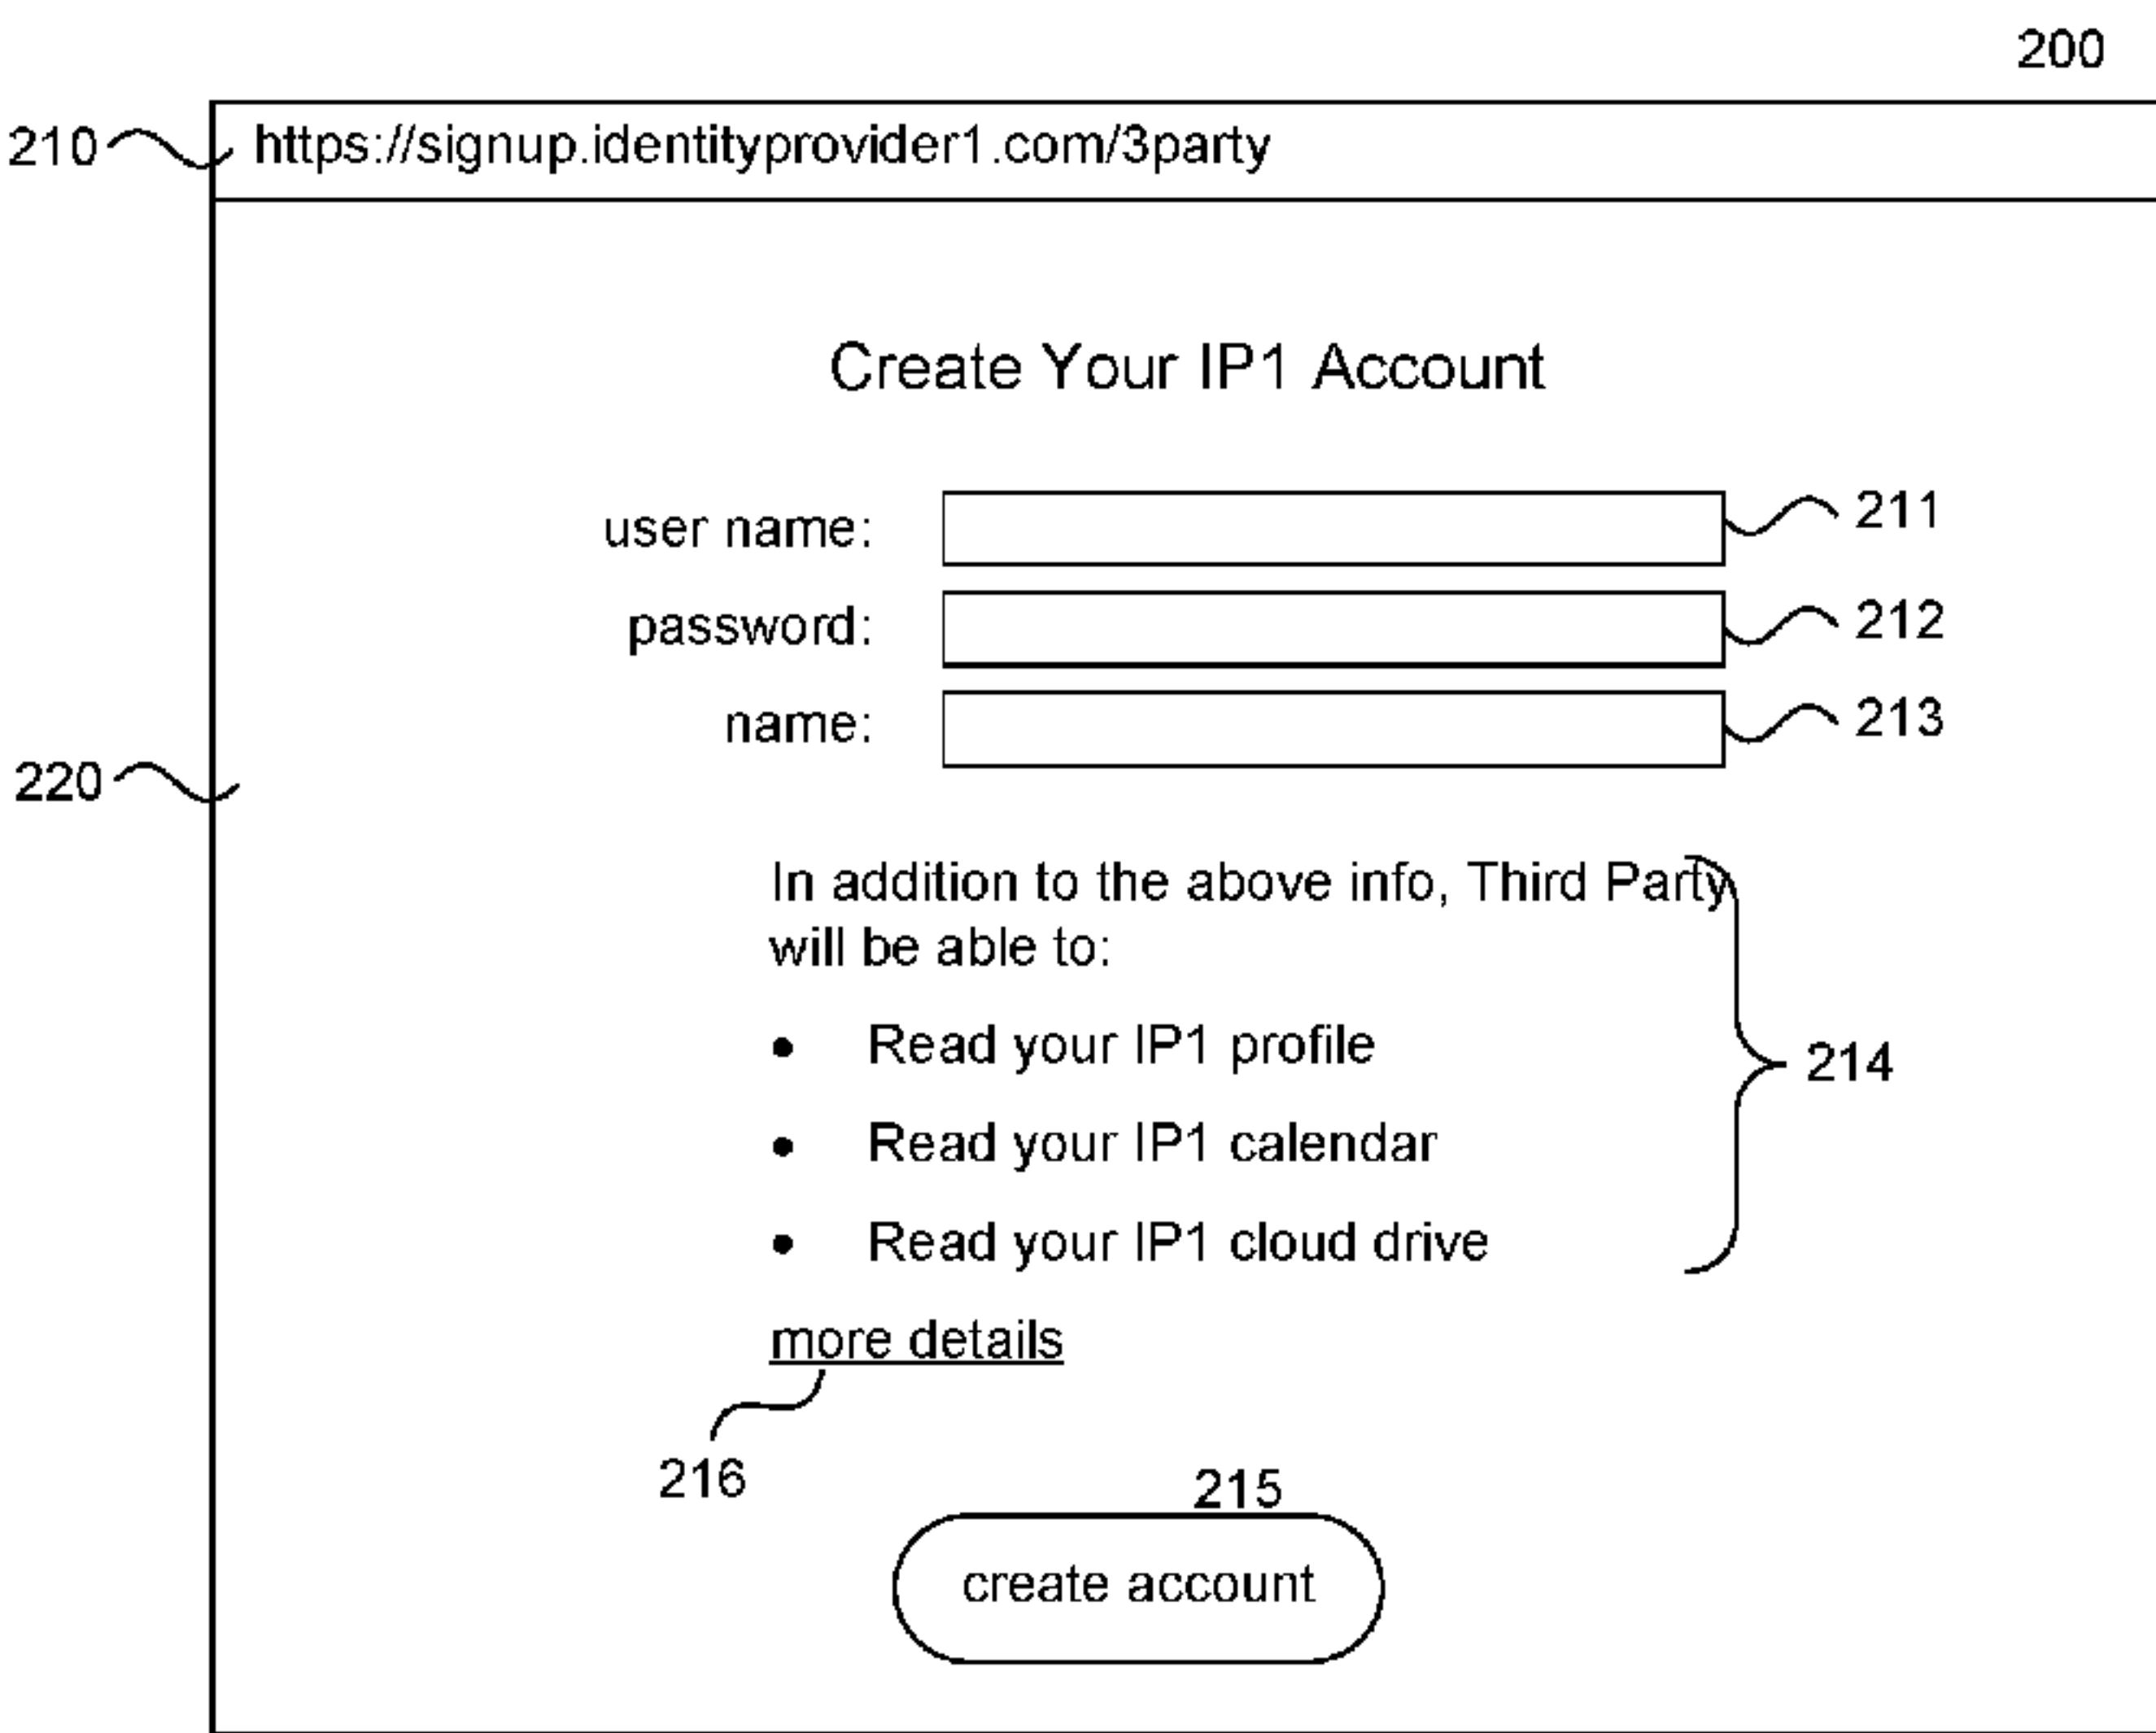 200
210 https://signup.identityprovider1.com/3party
Create Your IP1 Account
user name: 211
password: 212
name: 213
220
In addition to the above info, Third Party
will be able to:
• Read your IP1 profile
214
• Read your IP1 calendar
• Read your IP1 cloud drive
more details
216
215
create account